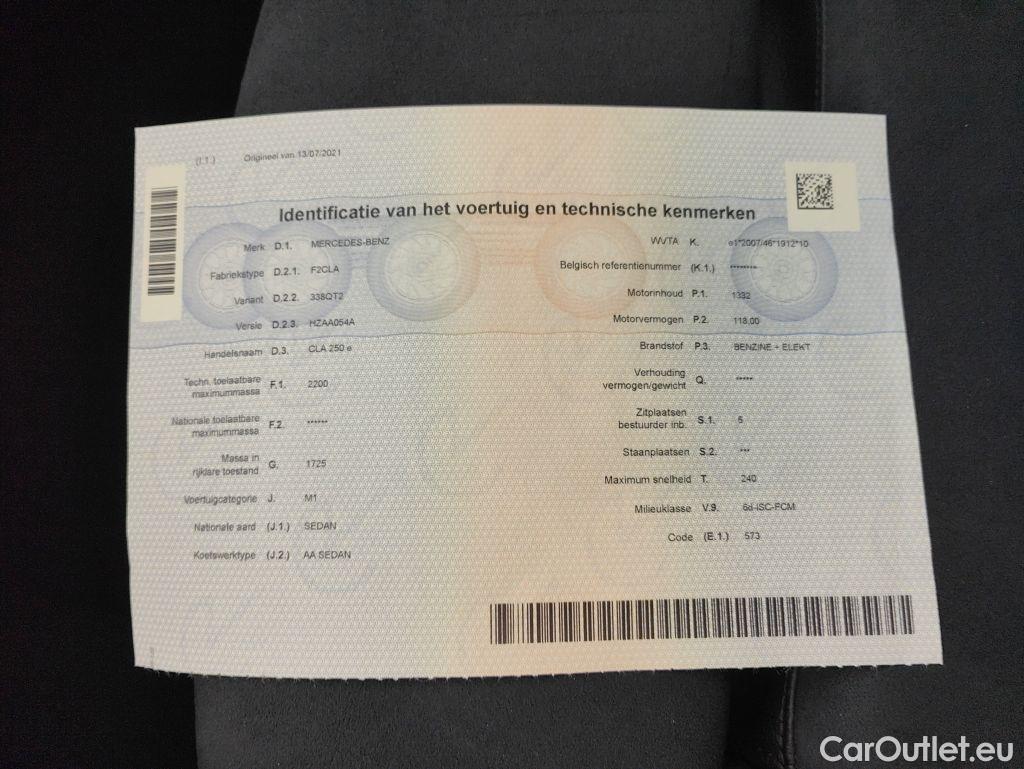 (I.1.) Origineel van 13/07/2021
Identificatie van het voertuig en technische kenmerken
Merk D.1. MERCEDES-BENZ
Fabriekstype D.2.1. F2CLA
Variant D.2.2. 338QT2
Versie D.2.3. HZAA054A
Handelsnaam D.3. CLA 250 e
Techn. toelaatbare
maximummassa F.1. 2200
Nationale toelaatbare
maximummassa F.2. ******
Massa in
rijklare toestand G. 1725
Voertuigcategorie J. M1
Nationale aard (J.1.) SEDAN
Koetswerktype (J.2.) AA SEDAN
WVTA K. e1*2007/46*1912*10
Belgisch referentienummer (K.1.) ********
Motorinhoud P.1. 1332
Motorvermogen P.2. 118,00
Brandstof P.3. BENZINE + ELEKT
Verhouding
vermogen/gewicht Q. *****
Zitplaatsen
bestuurder inb. S.1. 5
Staanplaatsen S.2. ***
Maximum snelheid T. 240
Milieuklasse V.9. 6d-ISC-FCM
Code (E.1.) 573
CarOutlet.eu